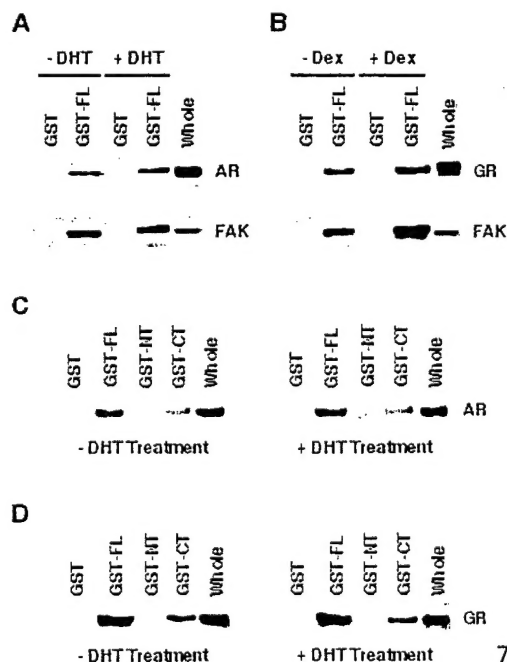 A
B
- DHT + DHT
- Dex + Dex
GST GST-FL GST GST-FL Whole
GST GST-FL GST GST-FL Whole
AR
GR
FAK
FAK
C
GST GST-FL GST-NT GST-CT Whole
GST GST-FL GST-NT GST-CT Whole
AR
- DHT Treatment
+ DHT Treatment
D
GST GST-FL GST-NT GST-CT Whole
GST GST-FL GST-NT GST-CT Whole
GR
- DHT Treatment
+ DHT Treatment
7